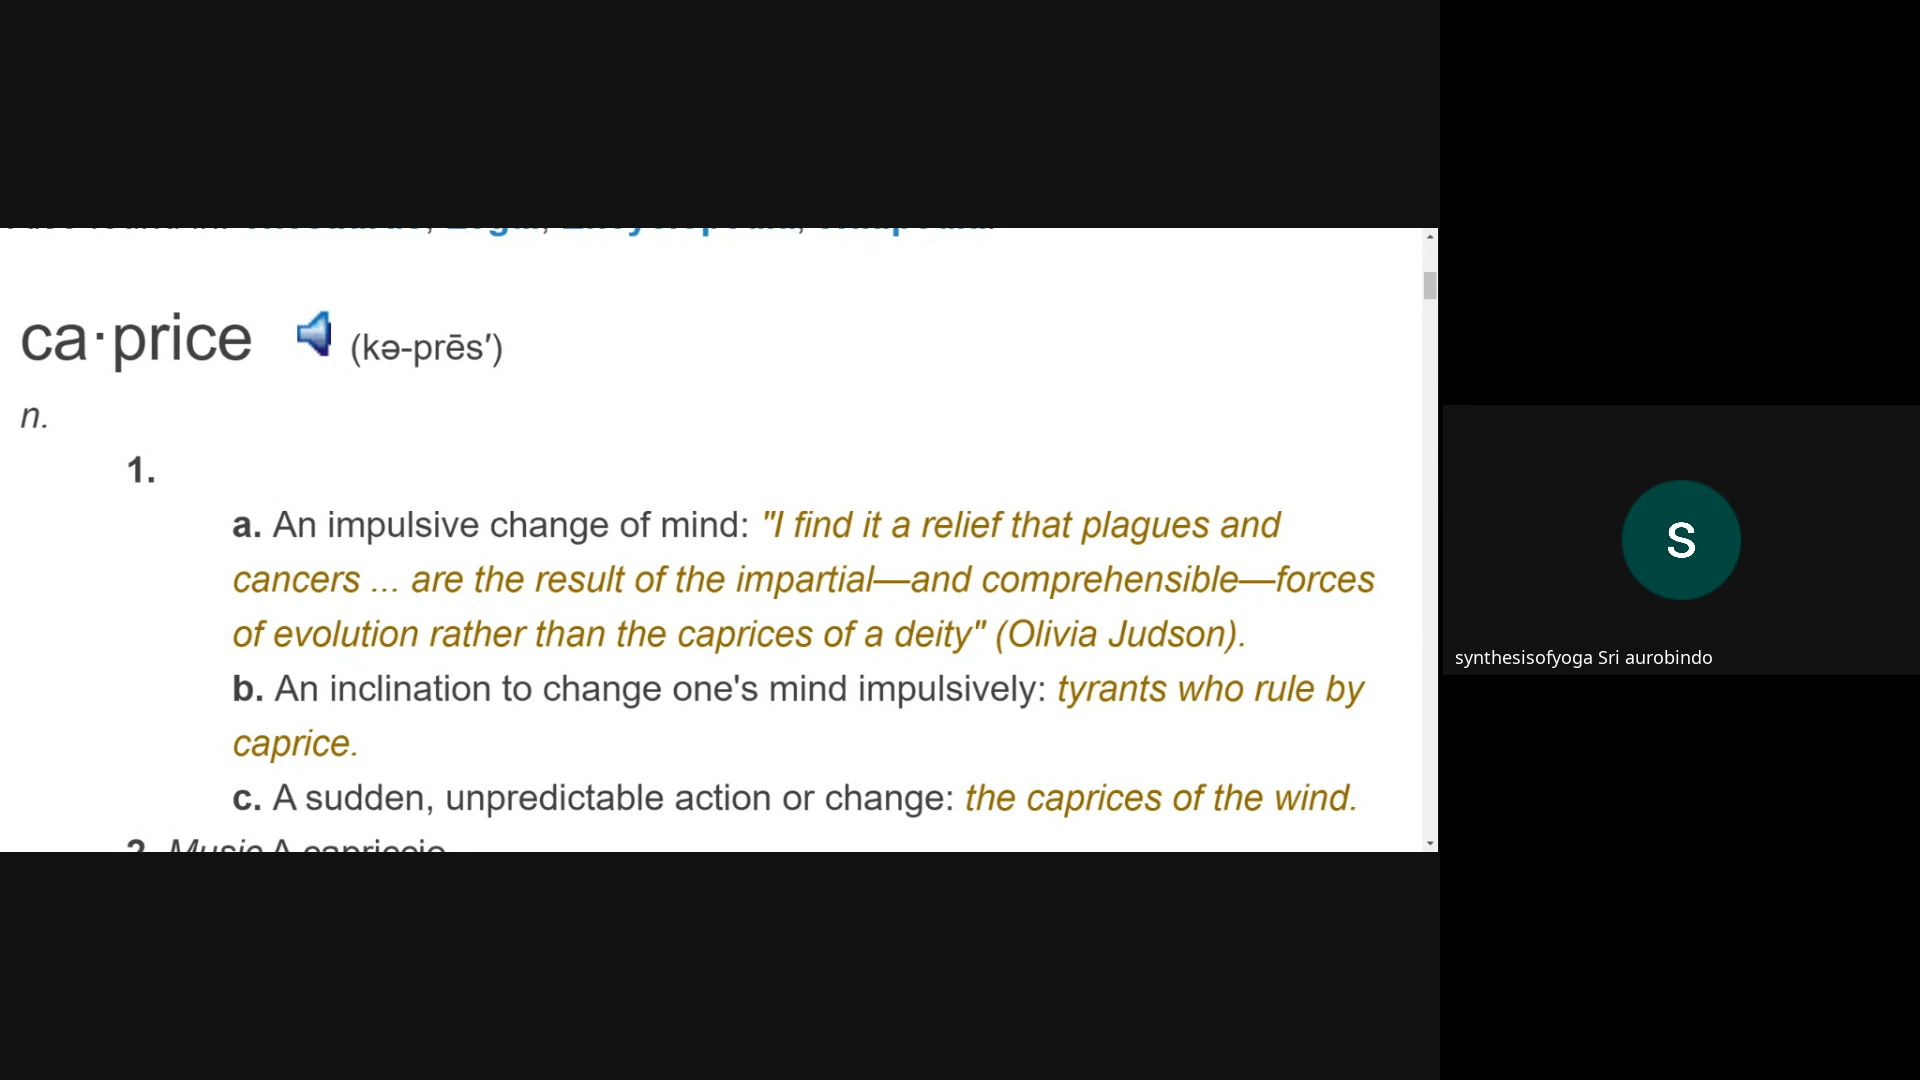 ca·price (kə-prēs′)
n.
1.
a. An impulsive change of mind: "I find it a relief that plagues and
cancers ... are the result of the impartial—and comprehensible—forces
of evolution rather than the caprices of a deity" (Olivia Judson).
b. An inclination to change one's mind impulsively: tyrants who rule by
caprice.
c. A sudden, unpredictable action or change: the caprices of the wind.
2. Music A capriccio.
S
synthesisofyoga Sri aurobindo